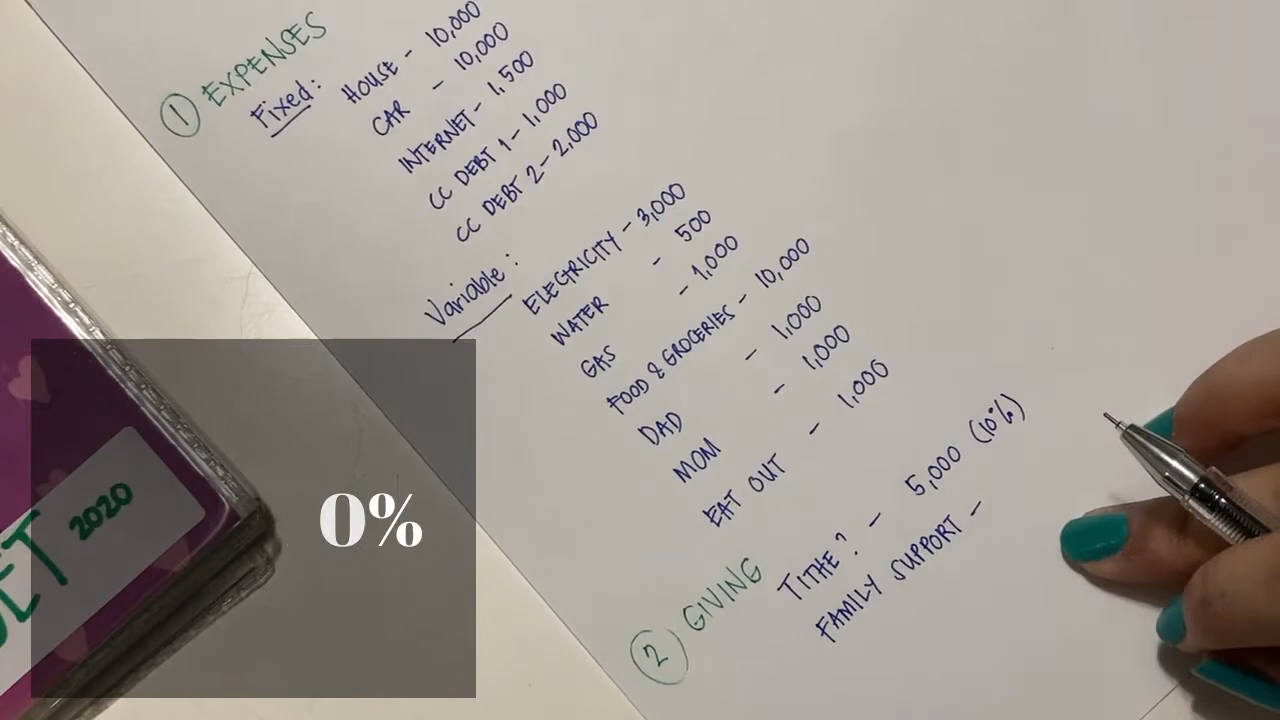 ① EXPENSES
Fixed: HOUSE - 10,000
CAR - 10,000
INTERNET - 1,500
CC DEBT 1 - 1,000
CC DEBT 2 - 2,000
Variable: ELECTRICITY - 3,000
WATER - 500
GAS - 1,000
FOOD & GROCERIES - 10,000
DAD - 1,000
MOM - 1,000
EAT OUT - 1,000
② GIVING
TITHE? - 5,000 (10%)
FAMILY SUPPORT -
2020
0%